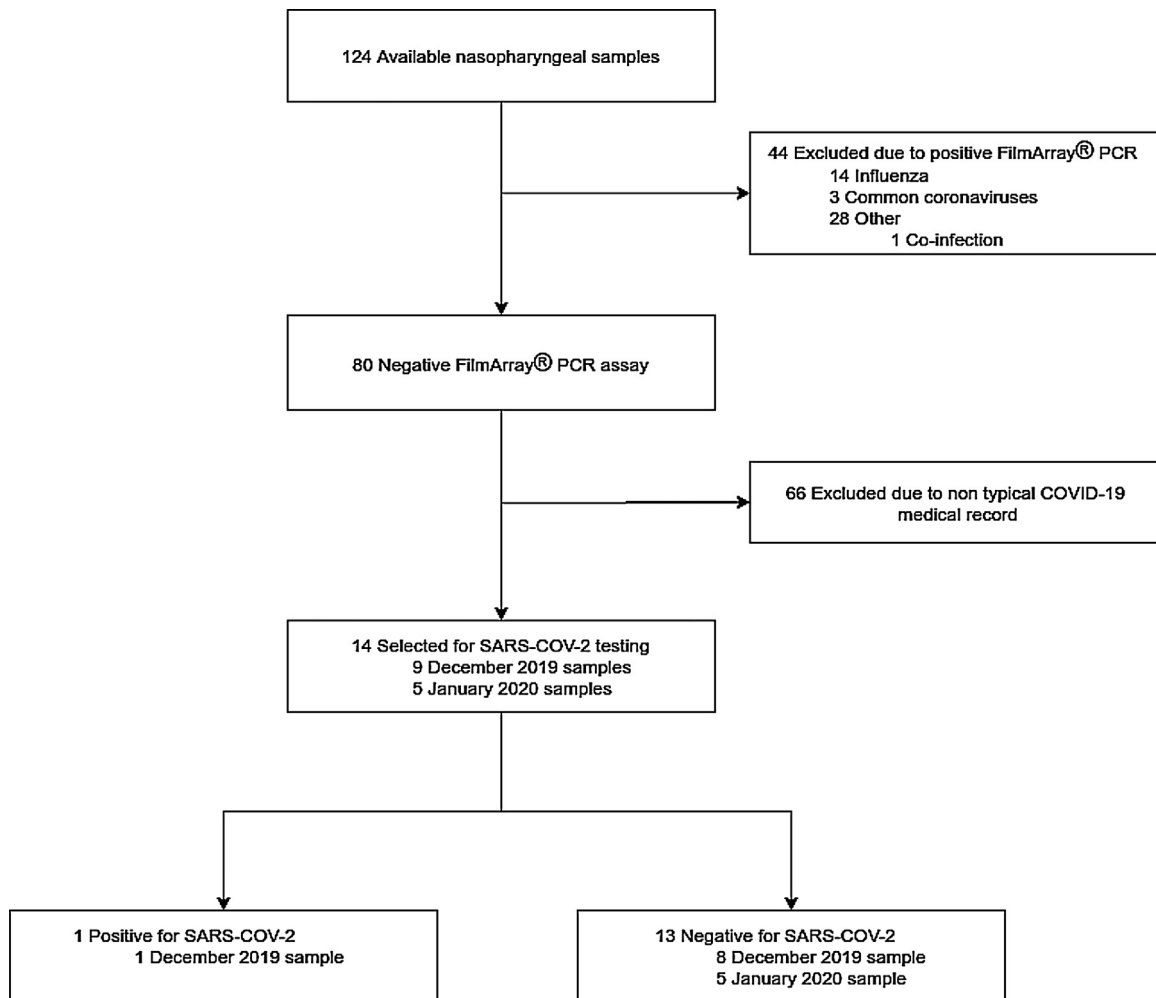 124 Available nasopharyngeal samples
44 Excluded due to positive FilmArray® PCR
14 Influenza
3 Common coronaviruses
28 Other
1 Co-infection
80 Negative FilmArray® PCR assay
66 Excluded due to non typical COVID-19
medical record
14 Selected for SARS-COV-2 testing
9 December 2019 samples
5 January 2020 samples
1 Positive for SARS-COV-2
1 December 2019 sample
13 Negative for SARS-COV-2
8 December 2019 sample
5 January 2020 sample